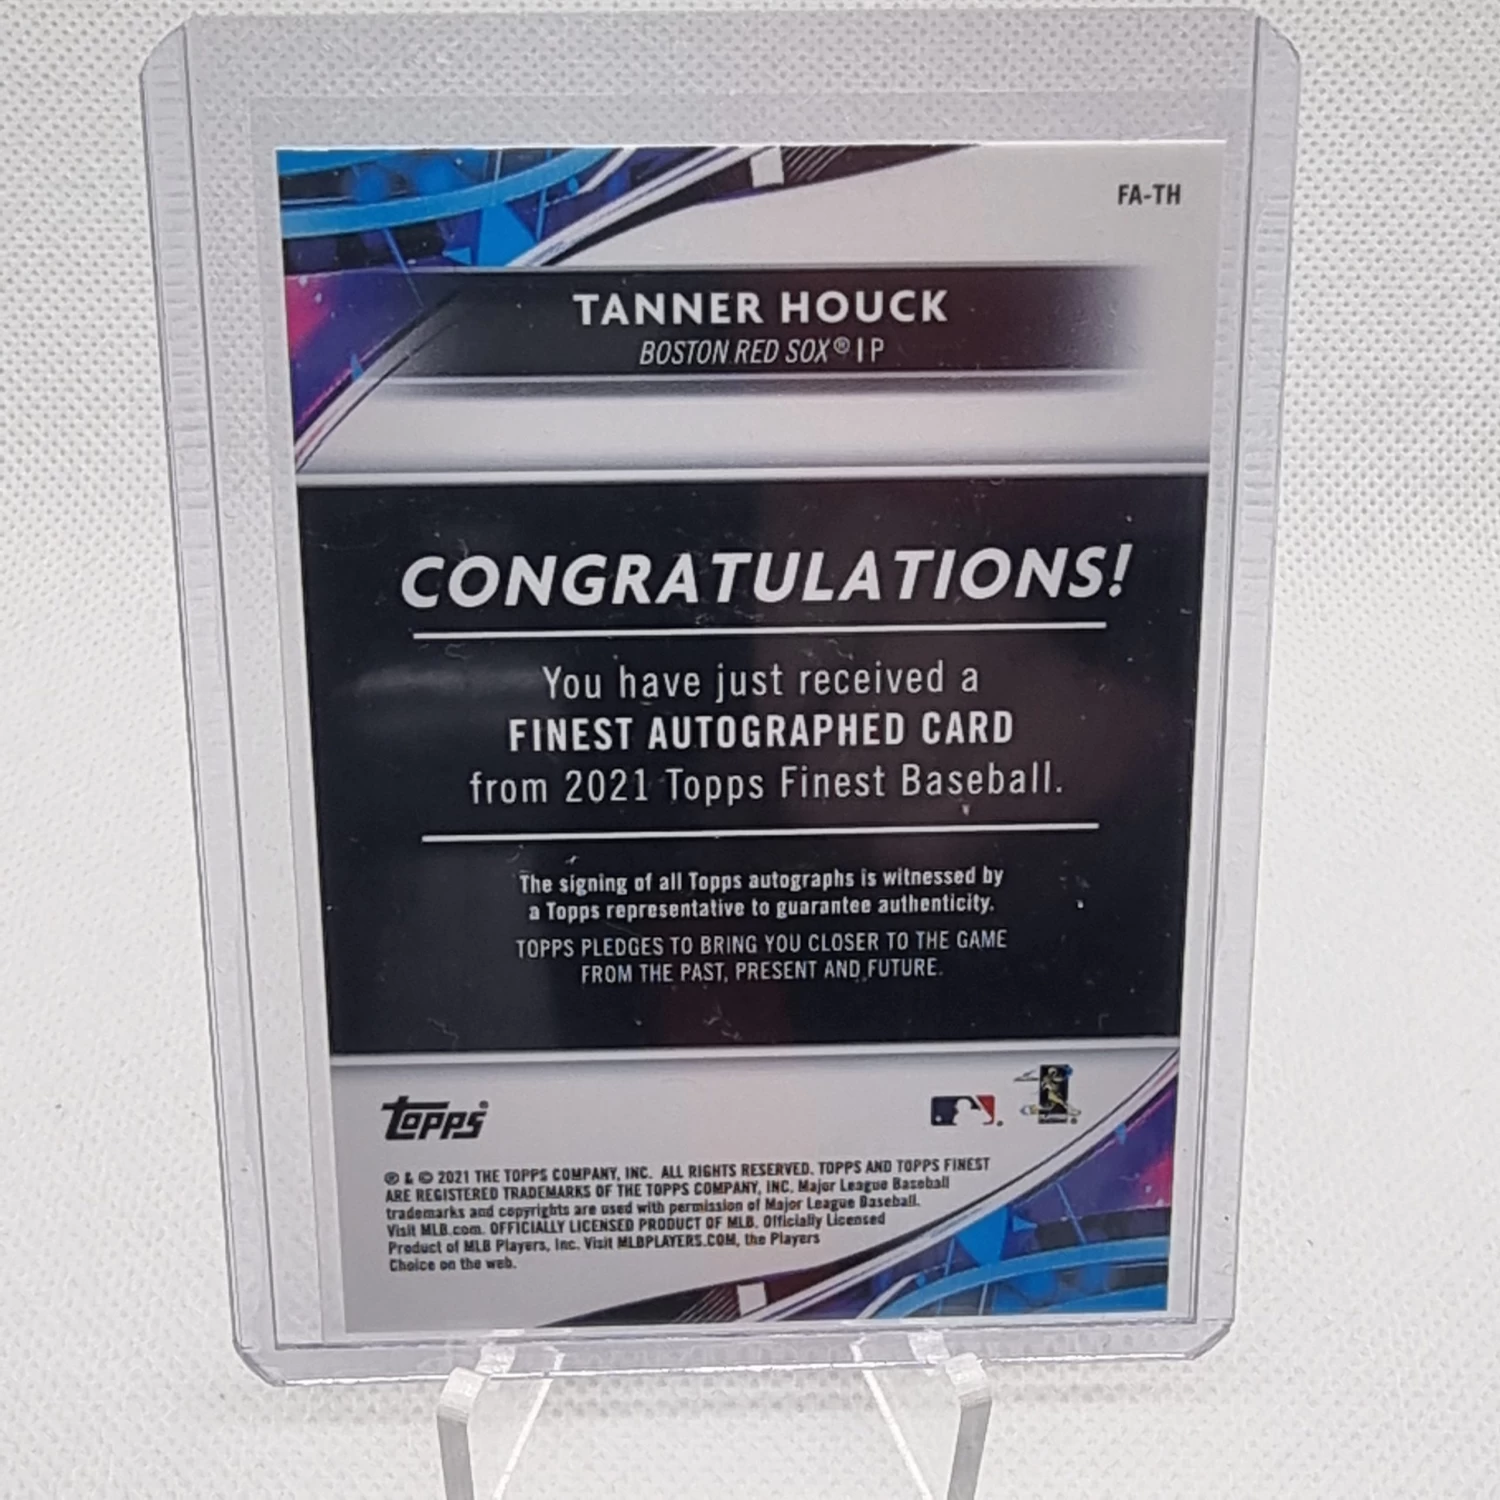 FA-TH
TANNER HOUCK
BOSTON RED SOX® | P
CONGRATULATIONS!
You have just received a
FINEST AUTOGRAPHED CARD
from 2021 Topps Finest Baseball.
The signing of all Topps autographs is witnessed by
a Topps representative to guarantee authenticity.
TOPPS PLEDGES TO BRING YOU CLOSER TO THE GAME
FROM THE PAST, PRESENT AND FUTURE.
topps®
® & © 2021 THE TOPPS COMPANY, INC. ALL RIGHTS RESERVED. TOPPS AND TOPPS FINEST
ARE REGISTERED TRADEMARKS OF THE TOPPS COMPANY, INC. Major League Baseball
trademarks and copyrights are used with permission of Major League Baseball.
Visit MLB.com. OFFICIALLY LICENSED PRODUCT OF MLB. Officially Licensed
Product of MLB Players, Inc. Visit MLBPLAYERS.COM, the Players
Choice on the web.